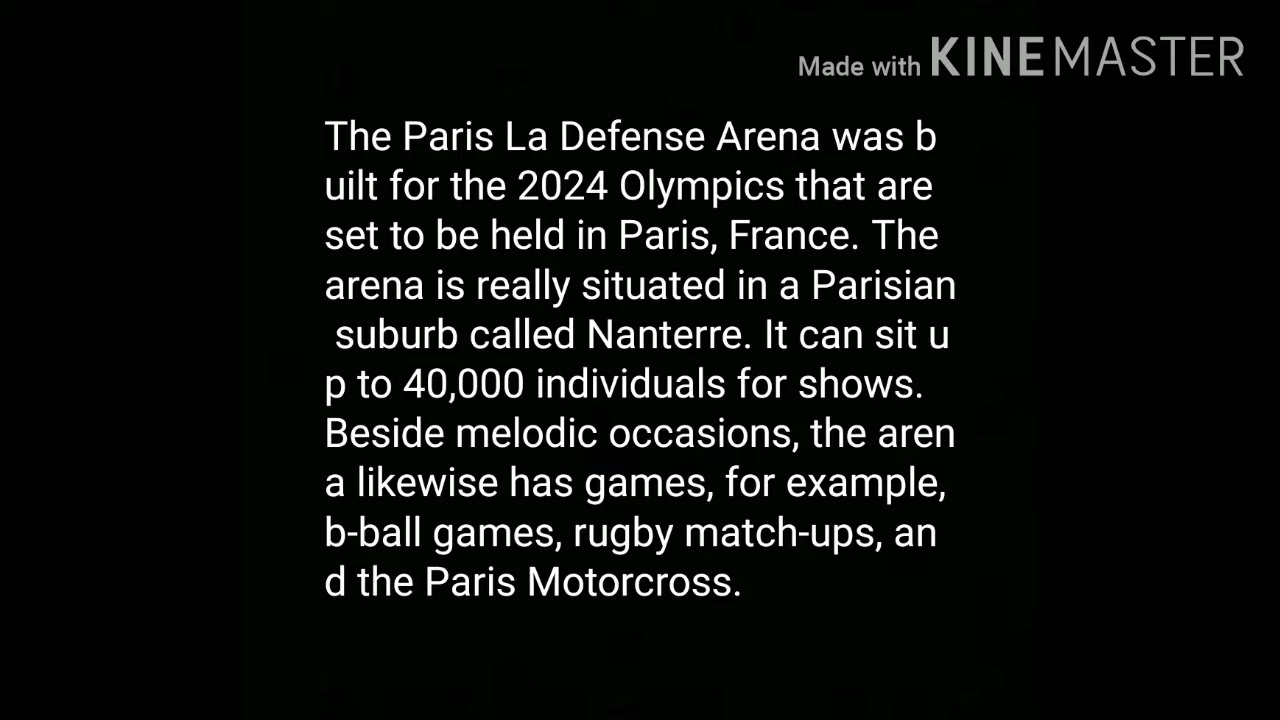 Made with KINEMASTER
The Paris La Defense Arena was b
uilt for the 2024 Olympics that are
set to be held in Paris, France. The
arena is really situated in a Parisian
suburb called Nanterre. It can sit u
p to 40,000 individuals for shows.
Beside melodic occasions, the aren
a likewise has games, for example,
b-ball games, rugby match-ups, an
d the Paris Motorcross.